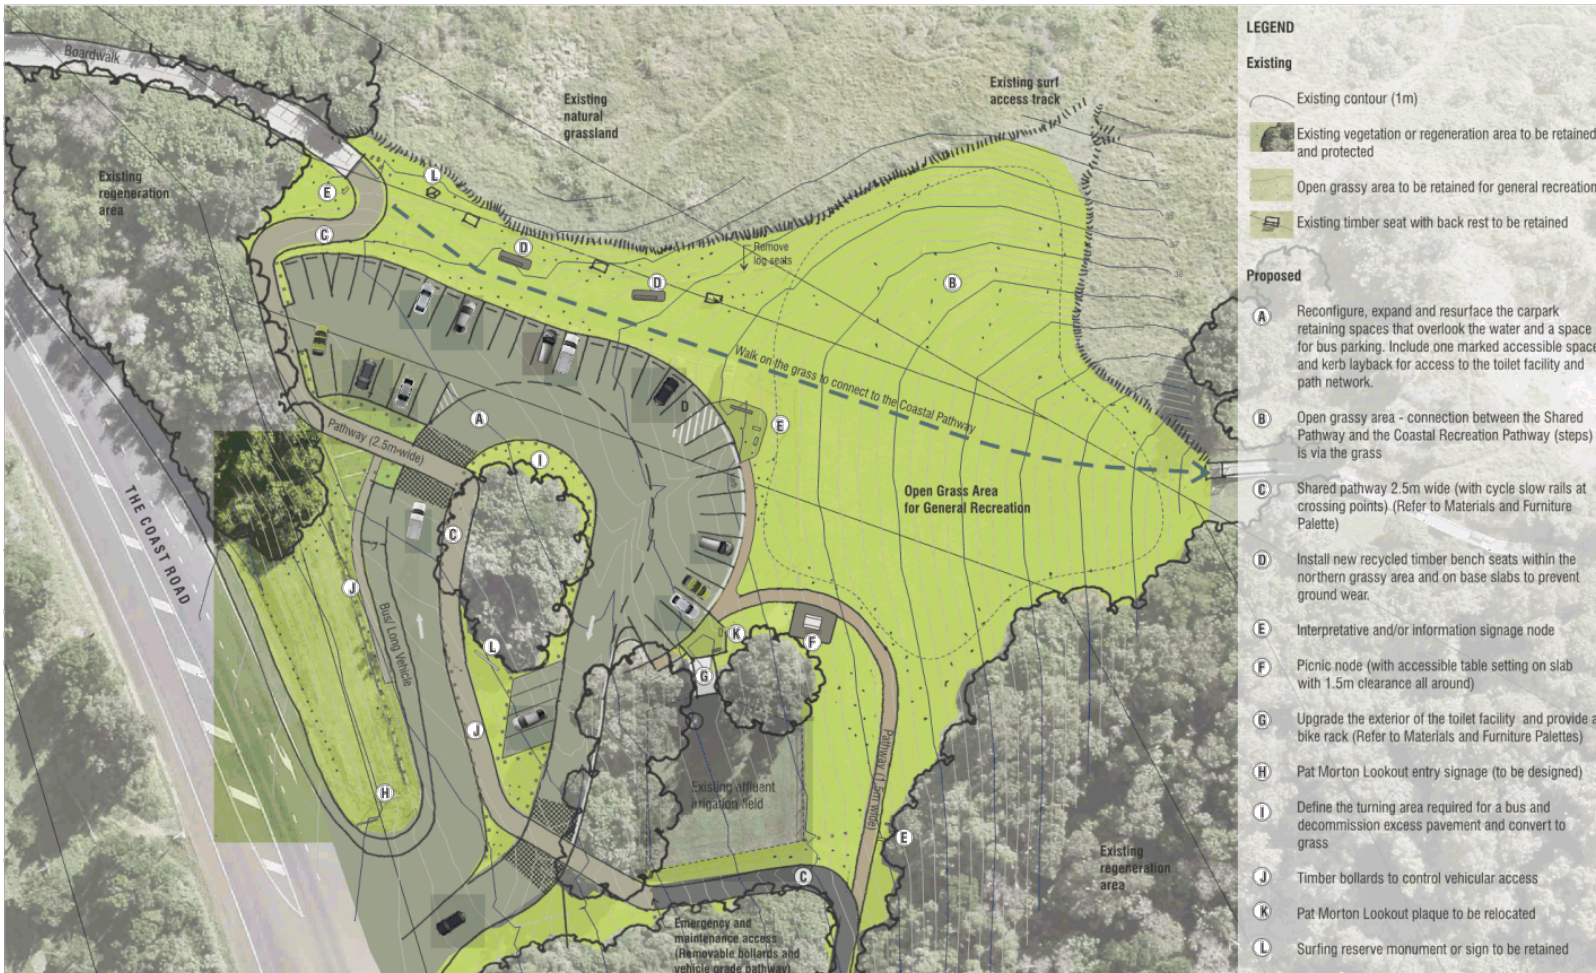 Boardwalk
Existing
natural
grassland
Existing surf
access track
Existing
regeneration
area
E
L
C
D
Remove
log seats
D
B
Walk on the grass to connect to the Coastal Pathway
D
A
E
Pathway (2.5m-wide)
I
Open Grass Area
for General Recreation
THE COAST ROAD
C
J
Bus/ Long Vehicle
L
K
F
G
J
H
Existing affluent
irrigation field
Pathway (1.5m wide)
E
C
Existing
regeneration
area
Emergency and
maintenance access
(Removable bollards and
vehicle grade pathway)
LEGEND
Existing
Existing contour (1m)
Existing vegetation or regeneration area to be retained
and protected
Open grassy area to be retained for general recreation
Existing timber seat with back rest to be retained
Proposed
A Reconfigure, expand and resurface the carpark
retaining spaces that overlook the water and a space
for bus parking. Include one marked accessible space
and kerb layback for access to the toilet facility and
path network.
B Open grassy area - connection between the Shared
Pathway and the Coastal Recreation Pathway (steps)
is via the grass
C Shared pathway 2.5m wide (with cycle slow rails at
crossing points) (Refer to Materials and Furniture
Palette)
D Install new recycled timber bench seats within the
northern grassy area and on base slabs to prevent
ground wear.
E Interpretative and/or information signage node
F Picnic node (with accessible table setting on slab
with 1.5m clearance all around)
G Upgrade the exterior of the toilet facility and provide a
bike rack (Refer to Materials and Furniture Palettes)
H Pat Morton Lookout entry signage (to be designed)
I Define the turning area required for a bus and
decommission excess pavement and convert to
grass
J Timber bollards to control vehicular access
K Pat Morton Lookout plaque to be relocated
L Surfing reserve monument or sign to be retained